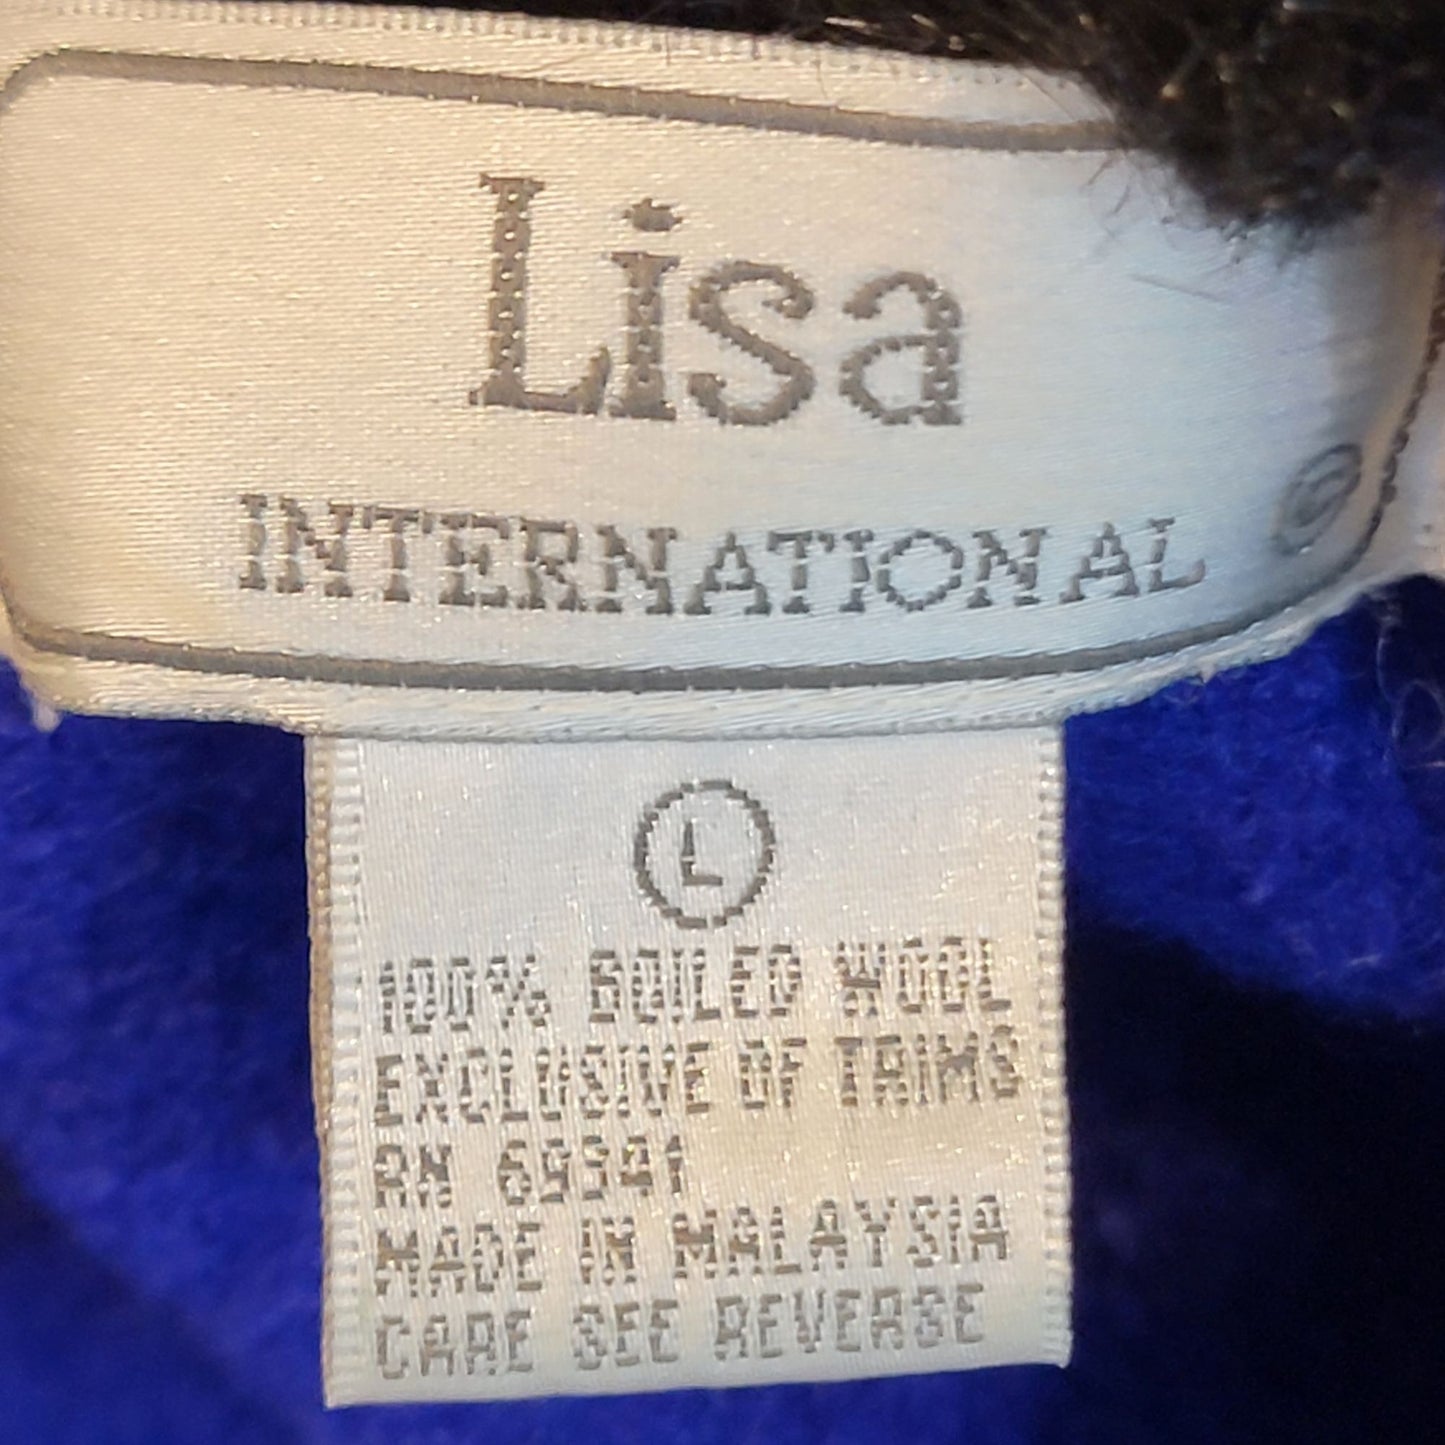 Lisa
INTERNATIONAL ©
L
100% BOILED WOOL
EXCLUSIVE OF TRIMS
RN 69341
MADE IN MALAYSIA
CARE SEE REVERSE